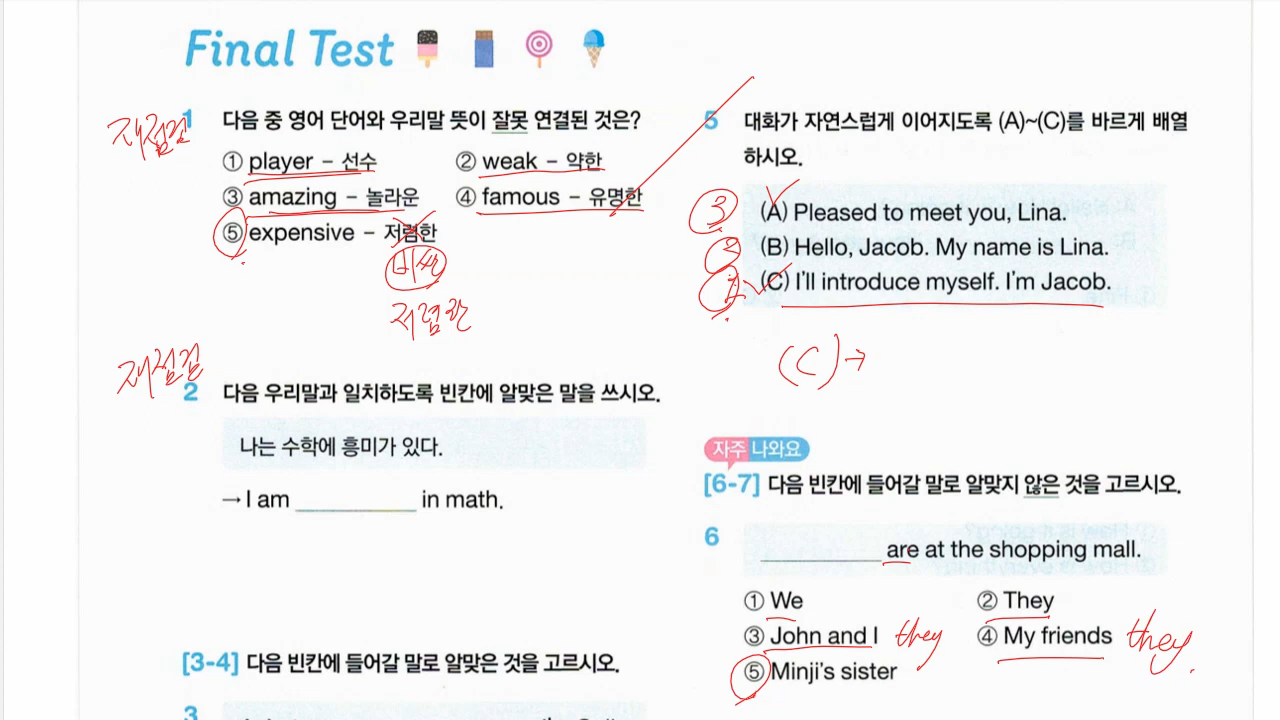 Final Test
재점검
1 다음 중 영어 단어와 우리말 뜻이 잘못 연결된 것은?
① player – 선수 ② weak – 약한
③ amazing – 놀라운 ④ famous – 유명한
⑤ expensive – 저렴한
비싼
저렴한
재점검
2 다음 우리말과 일치하도록 빈칸에 알맞은 말을 쓰시오.
나는 수학에 흥미가 있다.
→ I am ________ in math.
[3-4] 다음 빈칸에 들어갈 말로 알맞은 것을 고르시오.
3
5 대화가 자연스럽게 이어지도록 (A)~(C)를 바르게 배열
하시오.
3 (A) Pleased to meet you, Lina.
2 (B) Hello, Jacob. My name is Lina.
1 (C) I'll introduce myself. I'm Jacob.
(C) →
자주 나와요
[6-7] 다음 빈칸에 들어갈 말로 알맞지 않은 것을 고르시오.
6 ________ are at the shopping mall.
① We ② They
③ John and I they ④ My friends they
⑤ Minji's sister